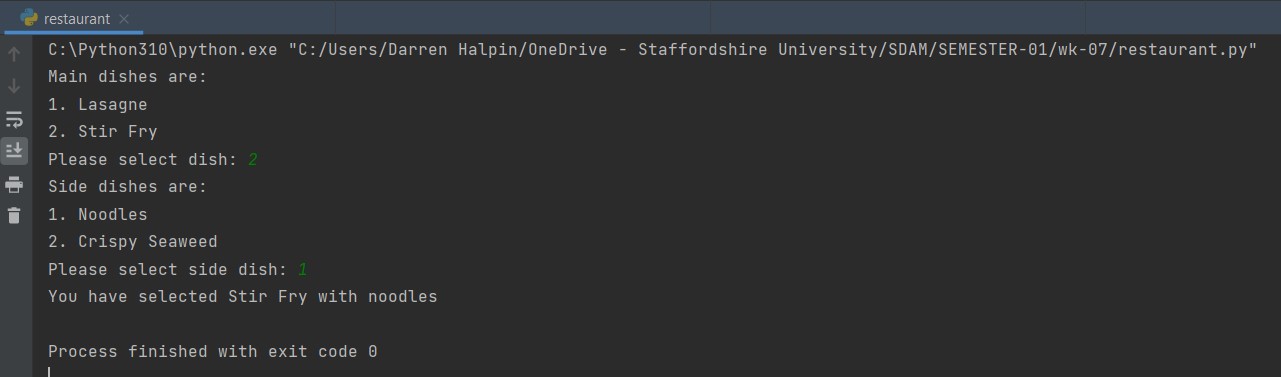 restaurant
C:\Python310\python.exe "C:/Users/Darren Halpin/OneDrive - Staffordshire University/SDAM/SEMESTER-01/wk-07/restaurant.py"
Main dishes are:
1. Lasagne
2. Stir Fry
Please select dish: 2
Side dishes are:
1. Noodles
2. Crispy Seaweed
Please select side dish: 1
You have selected Stir Fry with noodles
Process finished with exit code 0